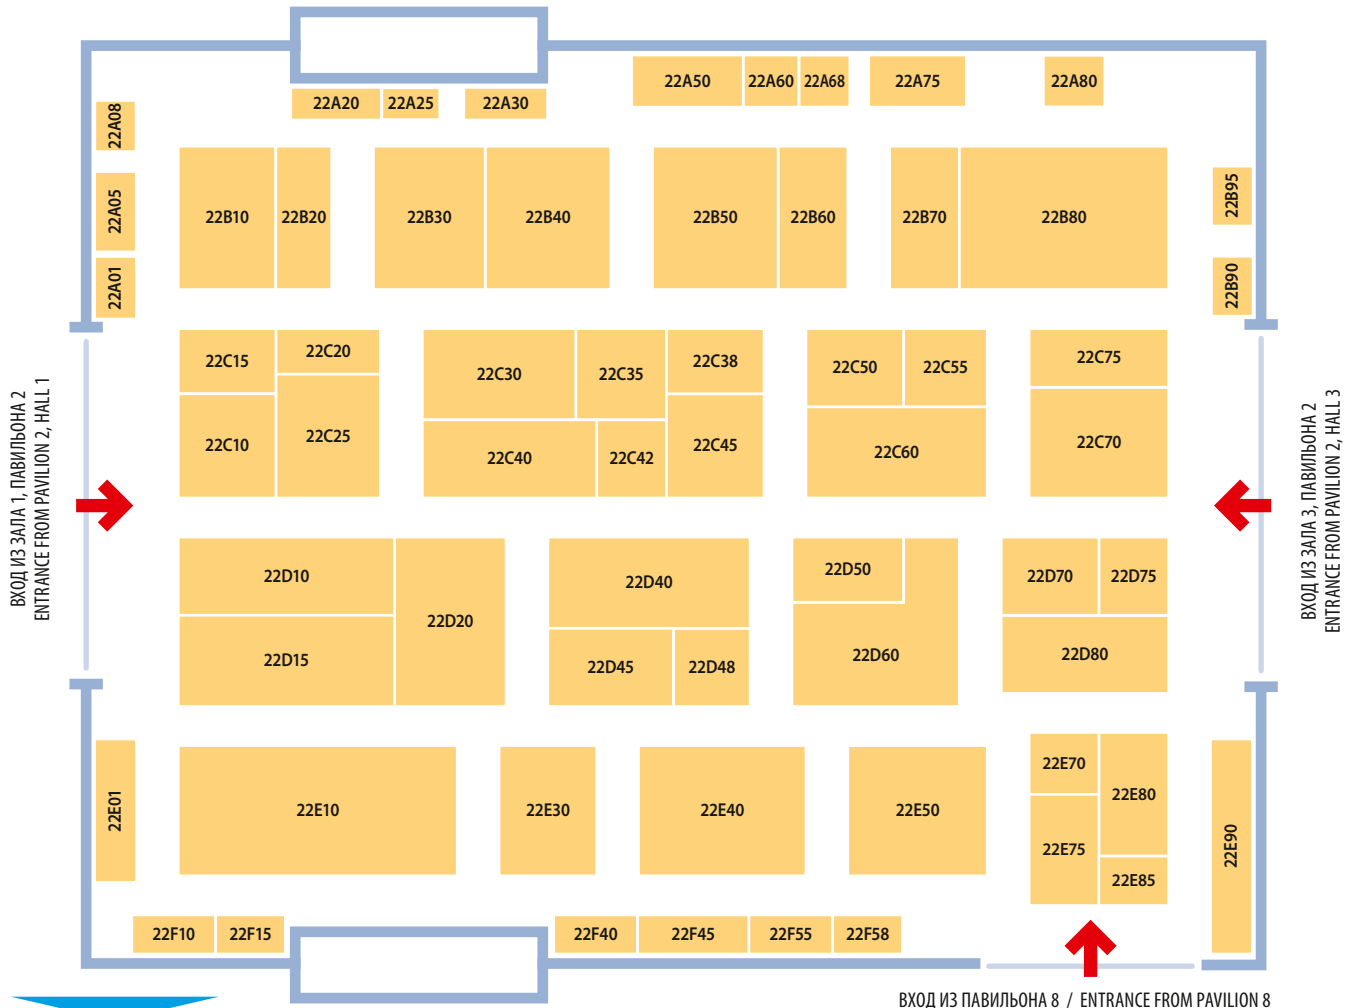 22A50 22A60 22A68 22A75 22A80
22A20 22A25 22A30
22A08
22A05
22A01
22B10 22B20 22B30 22B40 22B50 22B60 22B70 22B80
22B95
22B90
22C15 22C20 22C30 22C35 22C38 22C50 22C55 22C75
22C10 22C25 22C40 22C42 22C45 22C60 22C70
ВХОД ИЗ ЗАЛА 1, ПАВИЛЬОНА 2
ENTRANCE FROM PAVILION 2, HALL 1
ВХОД ИЗ ЗАЛА 3, ПАВИЛЬОНА 2
ENTRANCE FROM PAVILION 2, HALL 3
22D10 22D20 22D40 22D50 22D70 22D75
22D15 22D45 22D48 22D60 22D80
22E01
22E10 22E30 22E40 22E50 22E70 22E80
22E75 22E85
22E90
22F10 22F15 22F40 22F45 22F55 22F58
ВХОД ИЗ ПАВИЛЬОНА 8 / ENTRANCE FROM PAVILION 8